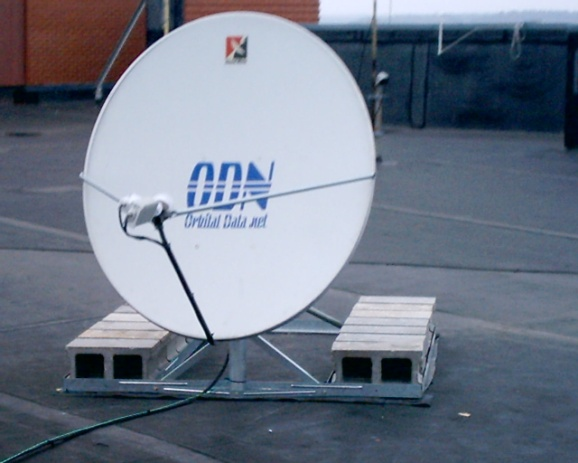 ODN
Orbital Data .net